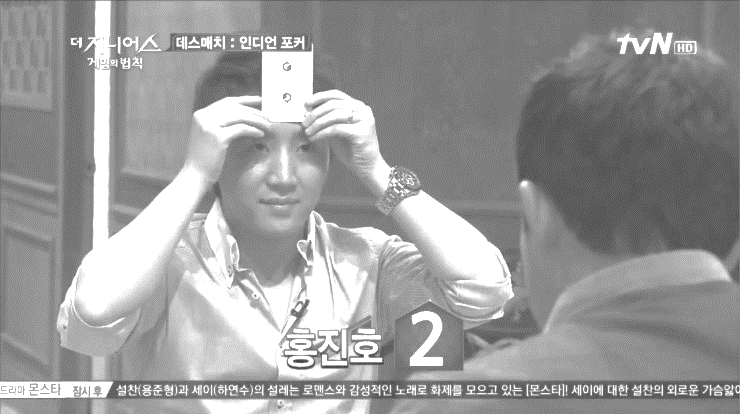 더 지니어스
게임의 법칙
데스매치 : 인디언 포커
tvN HD
홍진호 2
드라마 몬스타 잠시 후 설찬(용준형)과 세이(하연수)의 설레는 로맨스와 감성적인 노래로 화제를 모으고 있는 [몬스타]! 세이에 대한 설찬의 외로운 가슴앓이